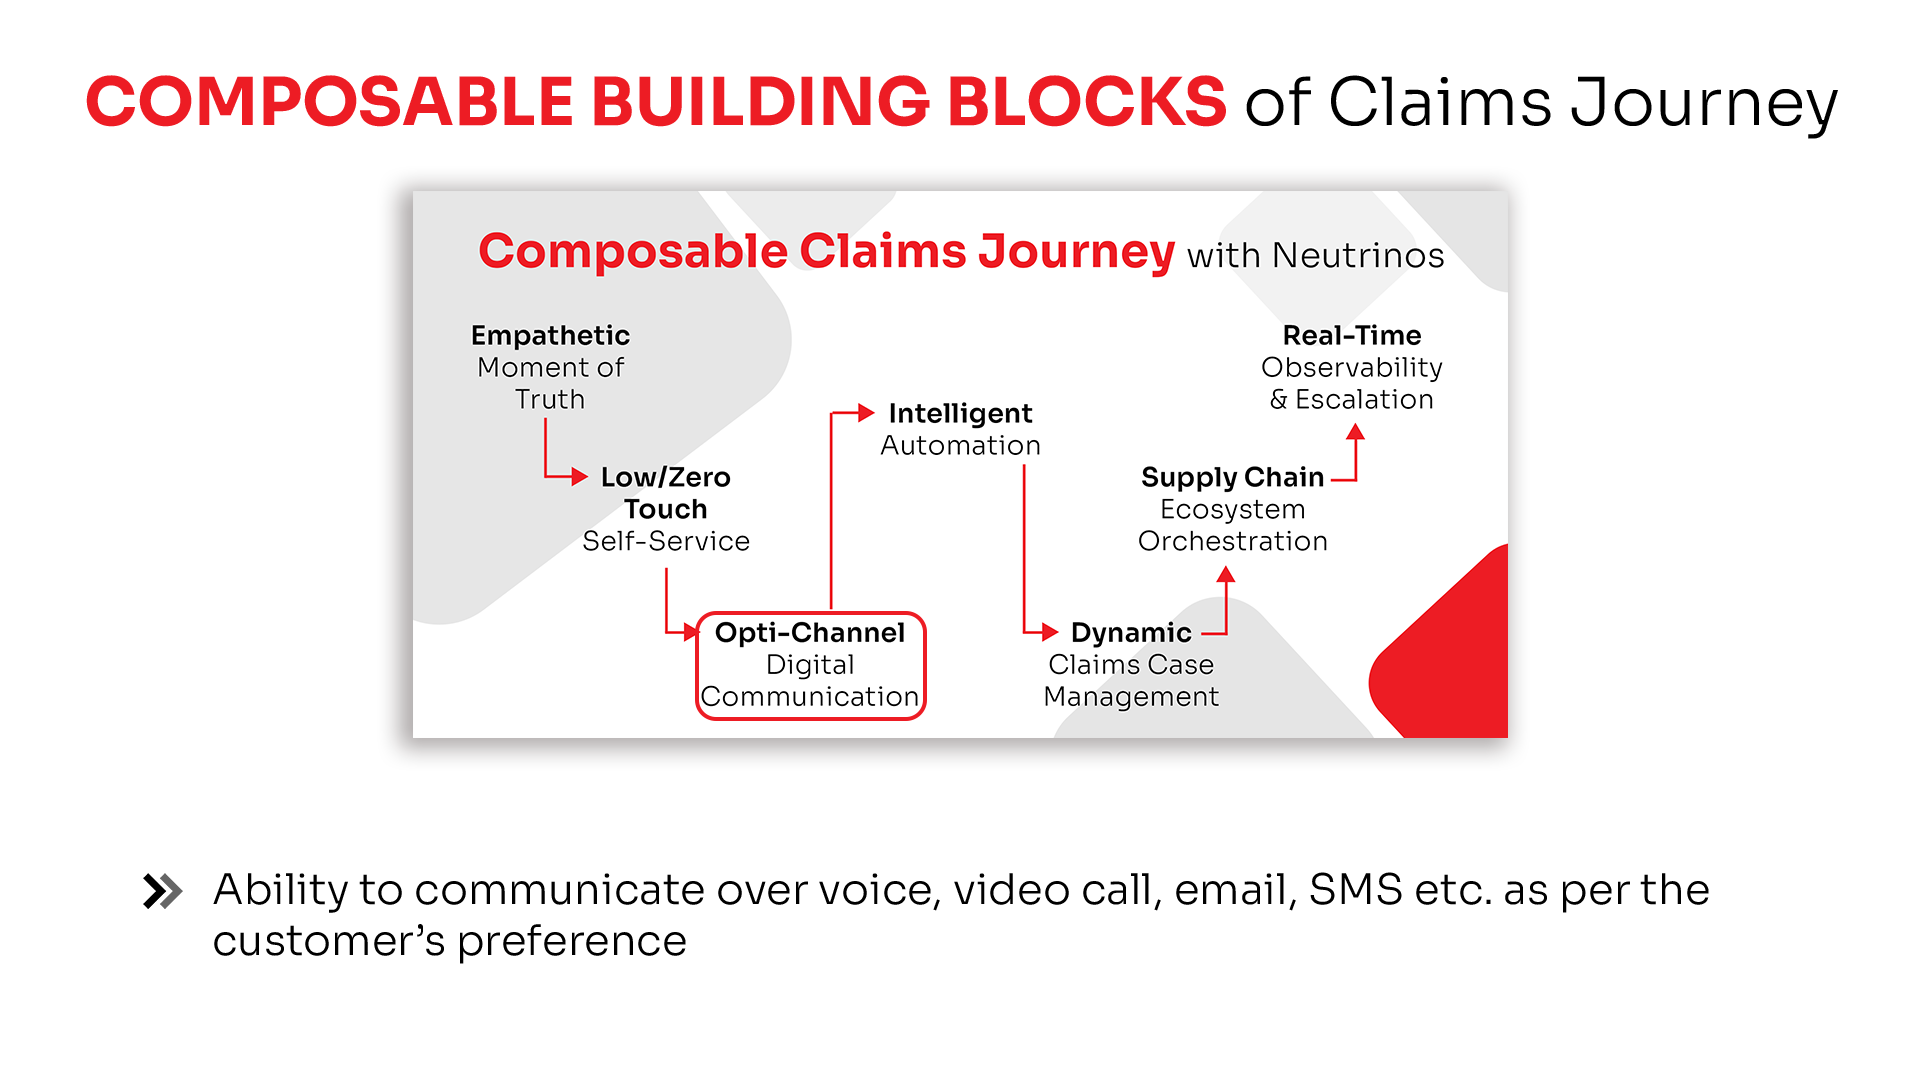 COMPOSABLE BUILDING BLOCKS of Claims Journey
Composable Claims Journey with Neutrinos
Empathetic
Moment of
Truth
Low/Zero
Touch
Self-Service
Opti-Channel
Digital
Communication
Intelligent
Automation
Dynamic
Claims Case
Management
Supply Chain
Ecosystem
Orchestration
Real-Time
Observability
& Escalation
Ability to communicate over voice, video call, email, SMS etc. as per the
customer’s preference